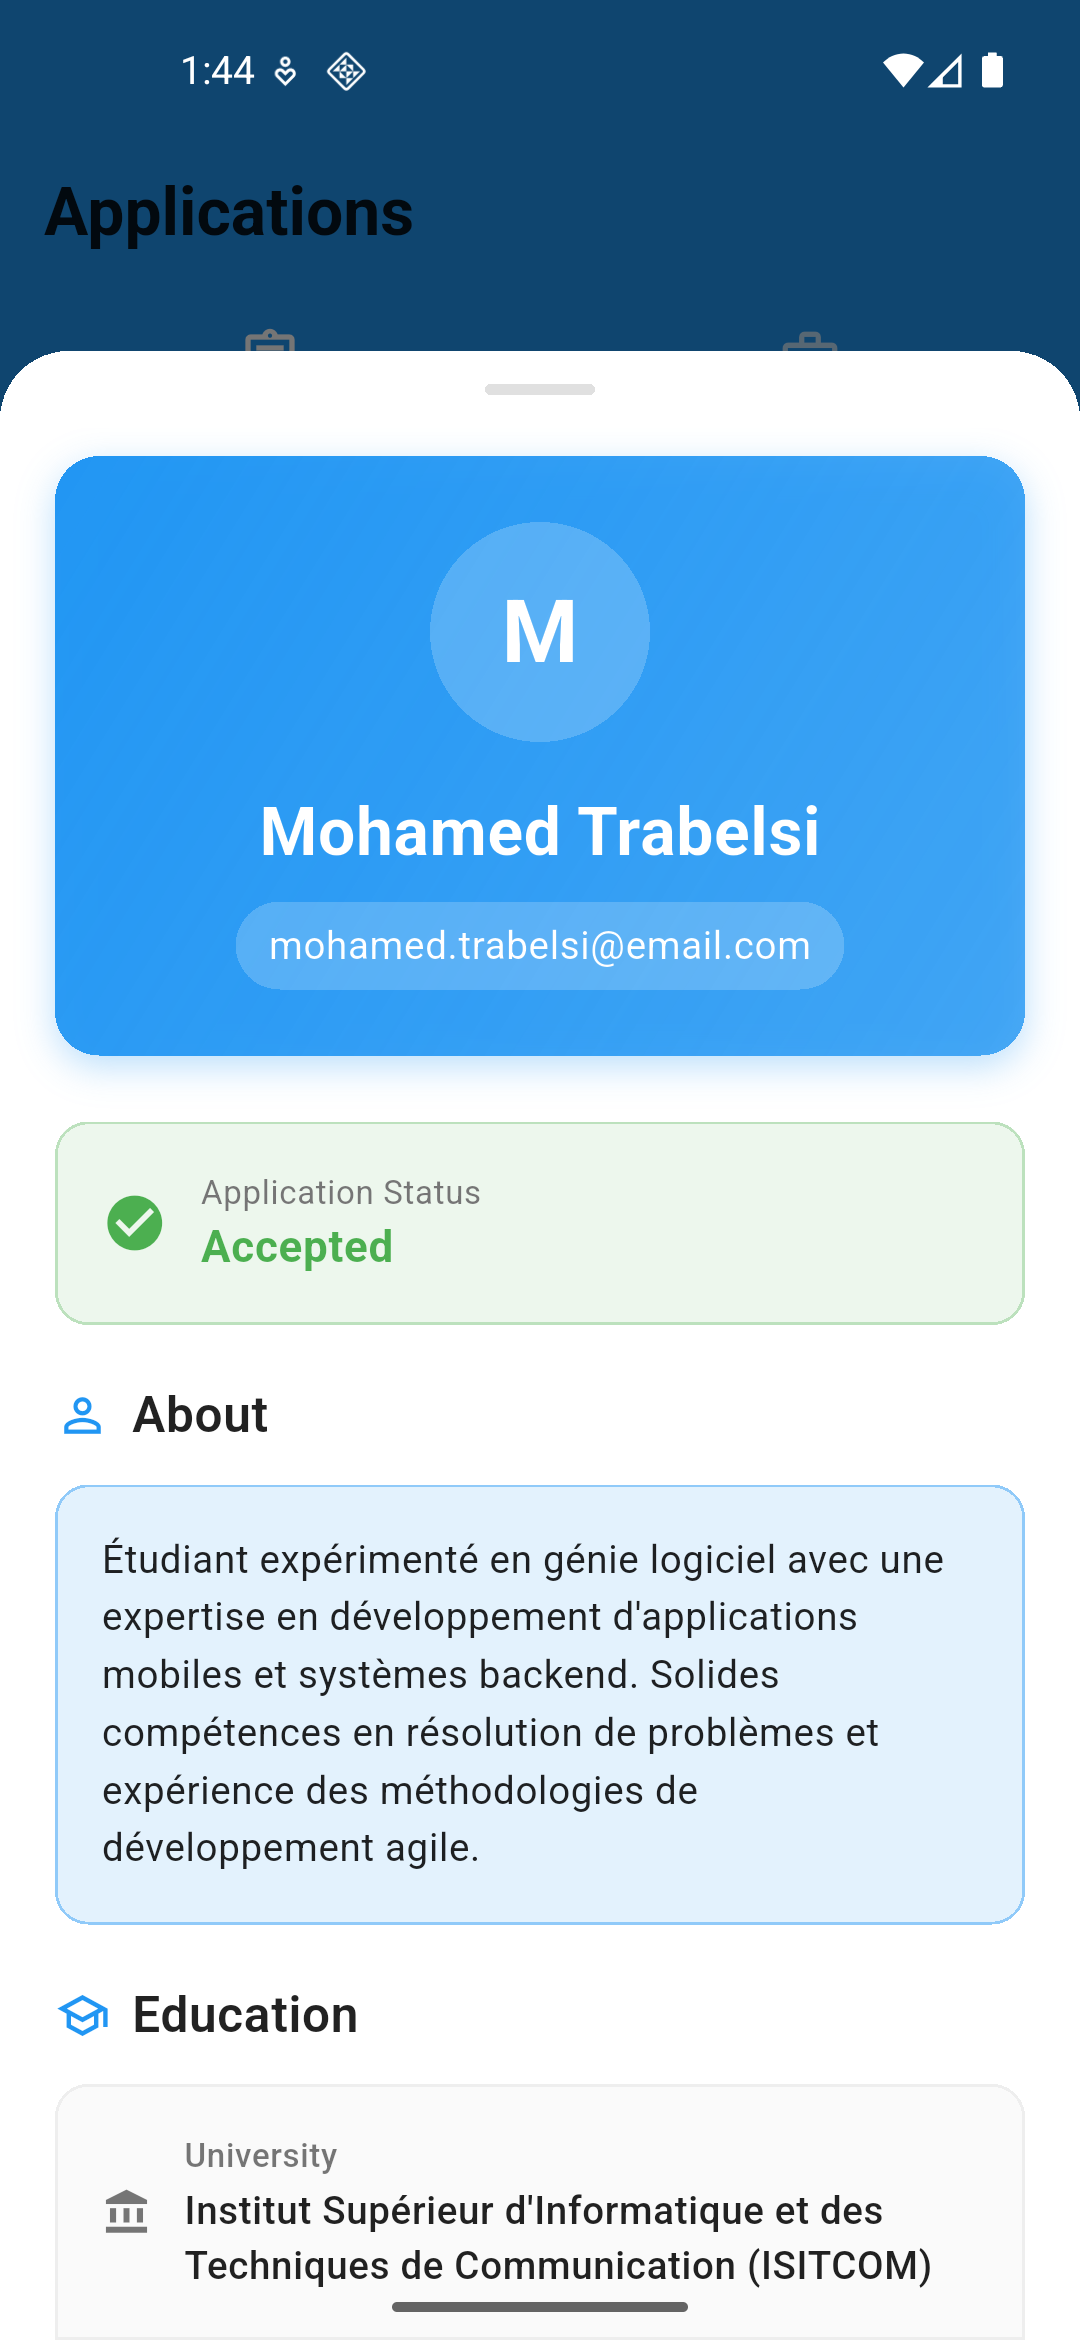 1:44
Applications
M
Mohamed Trabelsi
mohamed.trabelsi@email.com
Application Status
Accepted
About
Étudiant expérimenté en génie logiciel avec une
expertise en développement d'applications
mobiles et systèmes backend. Solides
compétences en résolution de problèmes et
expérience des méthodologies de
développement agile.
Education
University
Institut Supérieur d'Informatique et des
Techniques de Communication (ISITCOM)